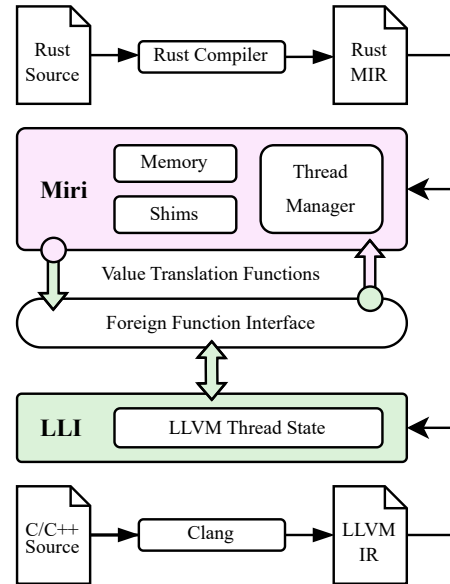 Rust
Source
Rust Compiler
Rust
MIR
Miri
Memory
Shims
Thread
Manager
Value Translation Functions
Foreign Function Interface
LLI
LLVM Thread State
C/C++
Source
Clang
LLVM
IR